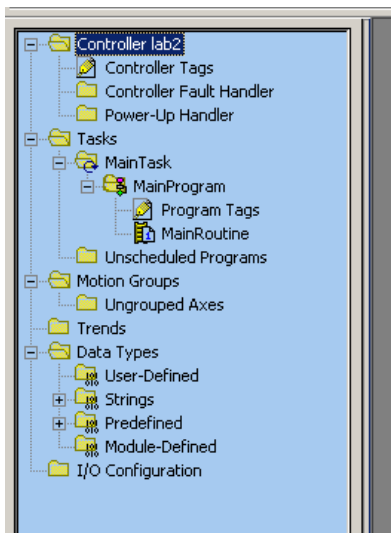 Controller lab2
Controller Tags
Controller Fault Handler
Power-Up Handler
Tasks
MainTask
MainProgram
Program Tags
MainRoutine
Unscheduled Programs
Motion Groups
Ungrouped Axes
Trends
Data Types
User-Defined
Strings
Predefined
Module-Defined
I/O Configuration